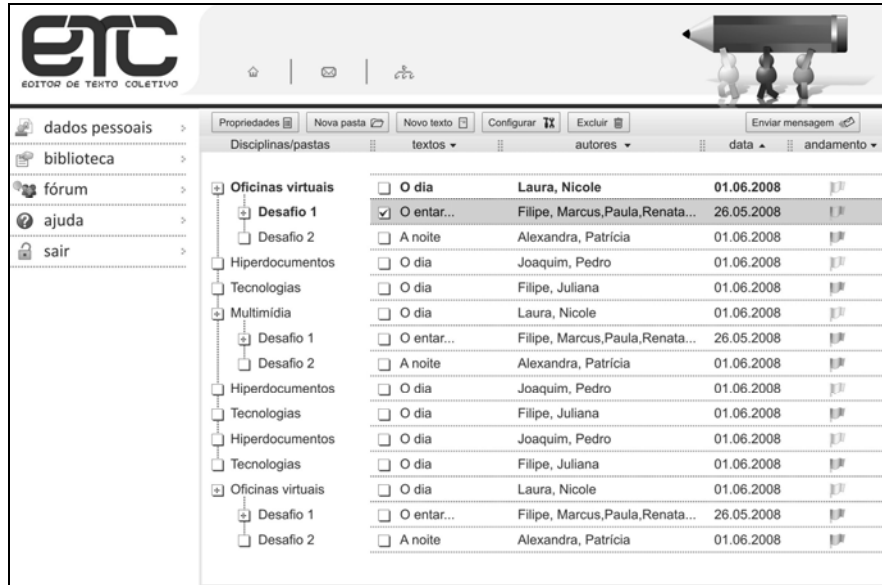 ETC
EDITOR DE TEXTO COLETIVO
dados pessoais
biblioteca
fórum
ajuda
sair
Propriedades Nova pasta Novo texto Configurar Excluir Enviar mensagem
Disciplinas/pastas textos autores data andamento
Oficinas virtuais O dia Laura, Nicole 01.06.2008
Desafio 1 O entar... Filipe, Marcus,Paula,Renata... 26.05.2008
Desafio 2 A noite Alexandra, Patrícia 01.06.2008
Hiperdocumentos O dia Joaquim, Pedro 01.06.2008
Tecnologias O dia Filipe, Juliana 01.06.2008
Multimídia O dia Laura, Nicole 01.06.2008
Desafio 1 O entar... Filipe, Marcus,Paula,Renata... 26.05.2008
Desafio 2 A noite Alexandra, Patrícia 01.06.2008
Hiperdocumentos O dia Joaquim, Pedro 01.06.2008
Tecnologias O dia Filipe, Juliana 01.06.2008
Hiperdocumentos O dia Joaquim, Pedro 01.06.2008
Tecnologias O dia Filipe, Juliana 01.06.2008
Oficinas virtuais O dia Laura, Nicole 01.06.2008
Desafio 1 O entar... Filipe, Marcus,Paula,Renata... 26.05.2008
Desafio 2 A noite Alexandra, Patrícia 01.06.2008